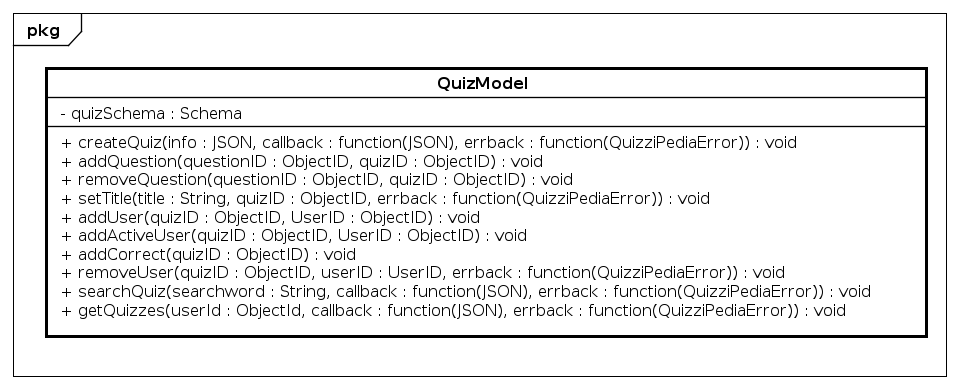 pkg
QuizModel
- quizSchema : Schema
+ createQuiz(info : JSON, callback : function(JSON), errback : function(QuizziPediaError)) : void
+ addQuestion(questionID : ObjectID, quizID : ObjectID) : void
+ removeQuestion(questionID : ObjectID, quizID : ObjectID) : void
+ setTitle(title : String, quizID : ObjectID, errback : function(QuizziPediaError)) : void
+ addUser(quizID : ObjectID, UserID : ObjectID) : void
+ addActiveUser(quizID : ObjectID, UserID : ObjectID) : void
+ addCorrect(quizID : ObjectID) : void
+ removeUser(quizID : ObjectID, userID : UserID, errback : function(QuizziPediaError)) : void
+ searchQuiz(searchword : String, callback : function(JSON), errback : function(QuizziPediaError)) : void
+ getQuizzes(userId : ObjectId, callback : function(JSON), errback : function(QuizziPediaError)) : void